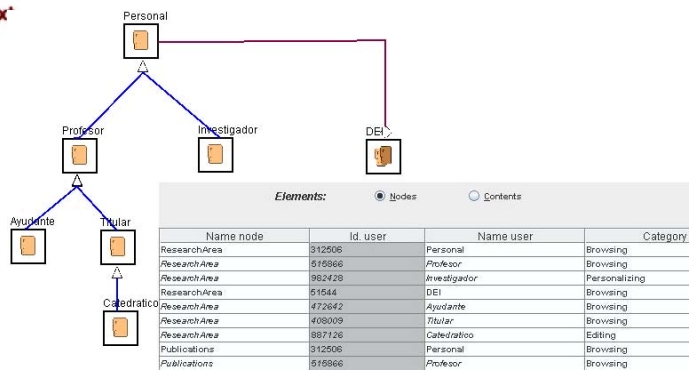 x*
Personal
Profesor
Investigador
DEI
Elements: Nodes Contents
Ayudante
Titular
Catedratico
Name node Id. user Name user Category
ResearchArea 312506 Personal Browsing
ResearchArea 515866 Profesor Browsing
ResearchArea 982428 Investigador Personalizing
ResearchArea 51544 DEI Browsing
ResearchArea 472642 Ayudante Browsing
ResearchArea 408009 Titular Browsing
ResearchArea 887126 Catedratico Editing
Publications 312506 Personal Browsing
Publications 515866 Profesor Browsing